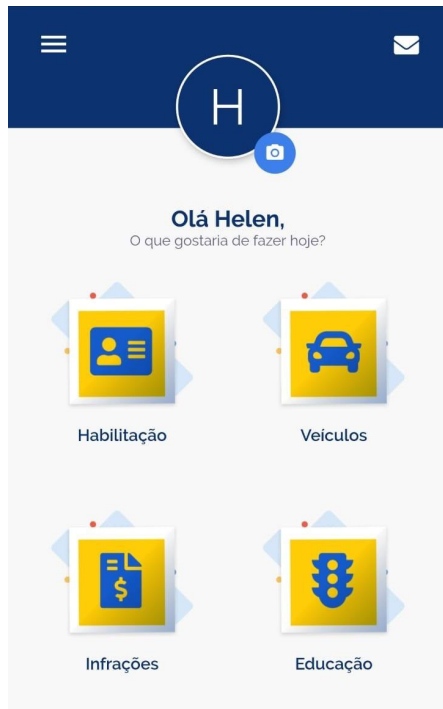 H
Olá Helen,
O que gostaria de fazer hoje?
Habilitação
Veículos
$
Infrações
Educação